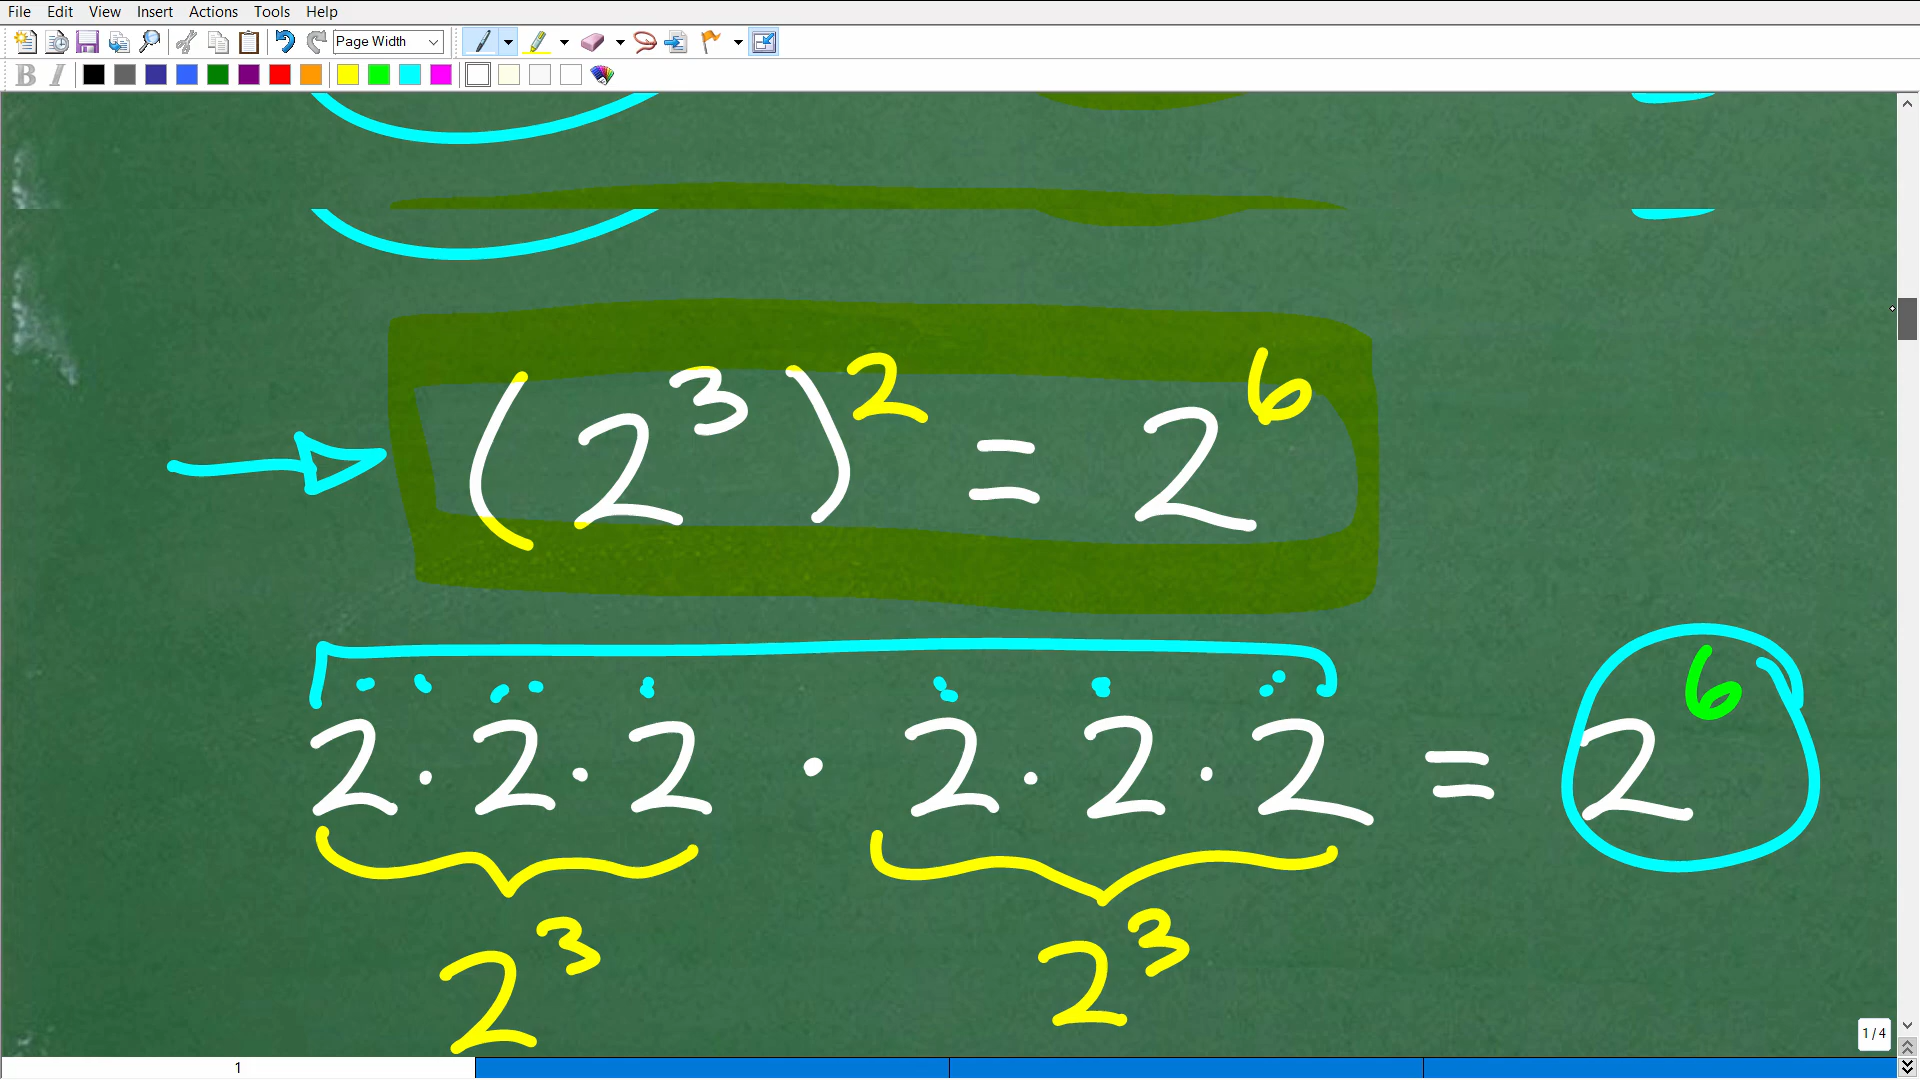 File Edit View Insert Actions Tools Help
Page Width
B I
(2³)² = 2⁶
2·2·2 · 2·2·2 = 2⁶
2³ 2³
1 / 4
1